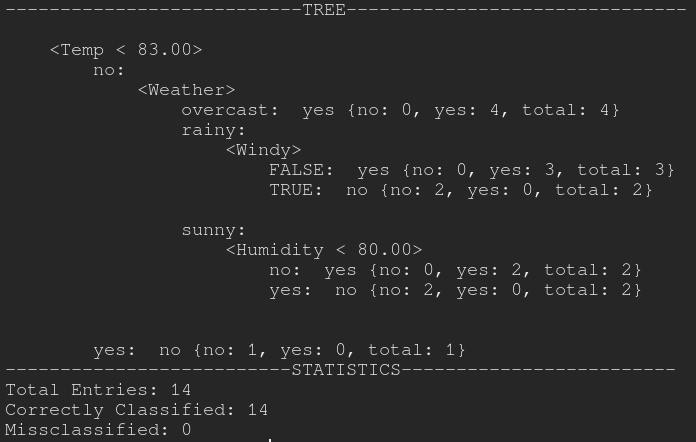 ---------------------------TREE-------------------------------
<Temp < 83.00>
no:
<Weather>
overcast:  yes {no: 0, yes: 4, total: 4}
rainy:
<Windy>
FALSE:  yes {no: 0, yes: 3, total: 3}
TRUE:  no {no: 2, yes: 0, total: 2}
sunny:
<Humidity < 80.00>
no:  yes {no: 0, yes: 2, total: 2}
yes:  no {no: 2, yes: 0, total: 2}
yes:  no {no: 1, yes: 0, total: 1}
--------------------------STATISTICS-------------------------
Total Entries: 14
Correctly Classified: 14
Missclassified: 0